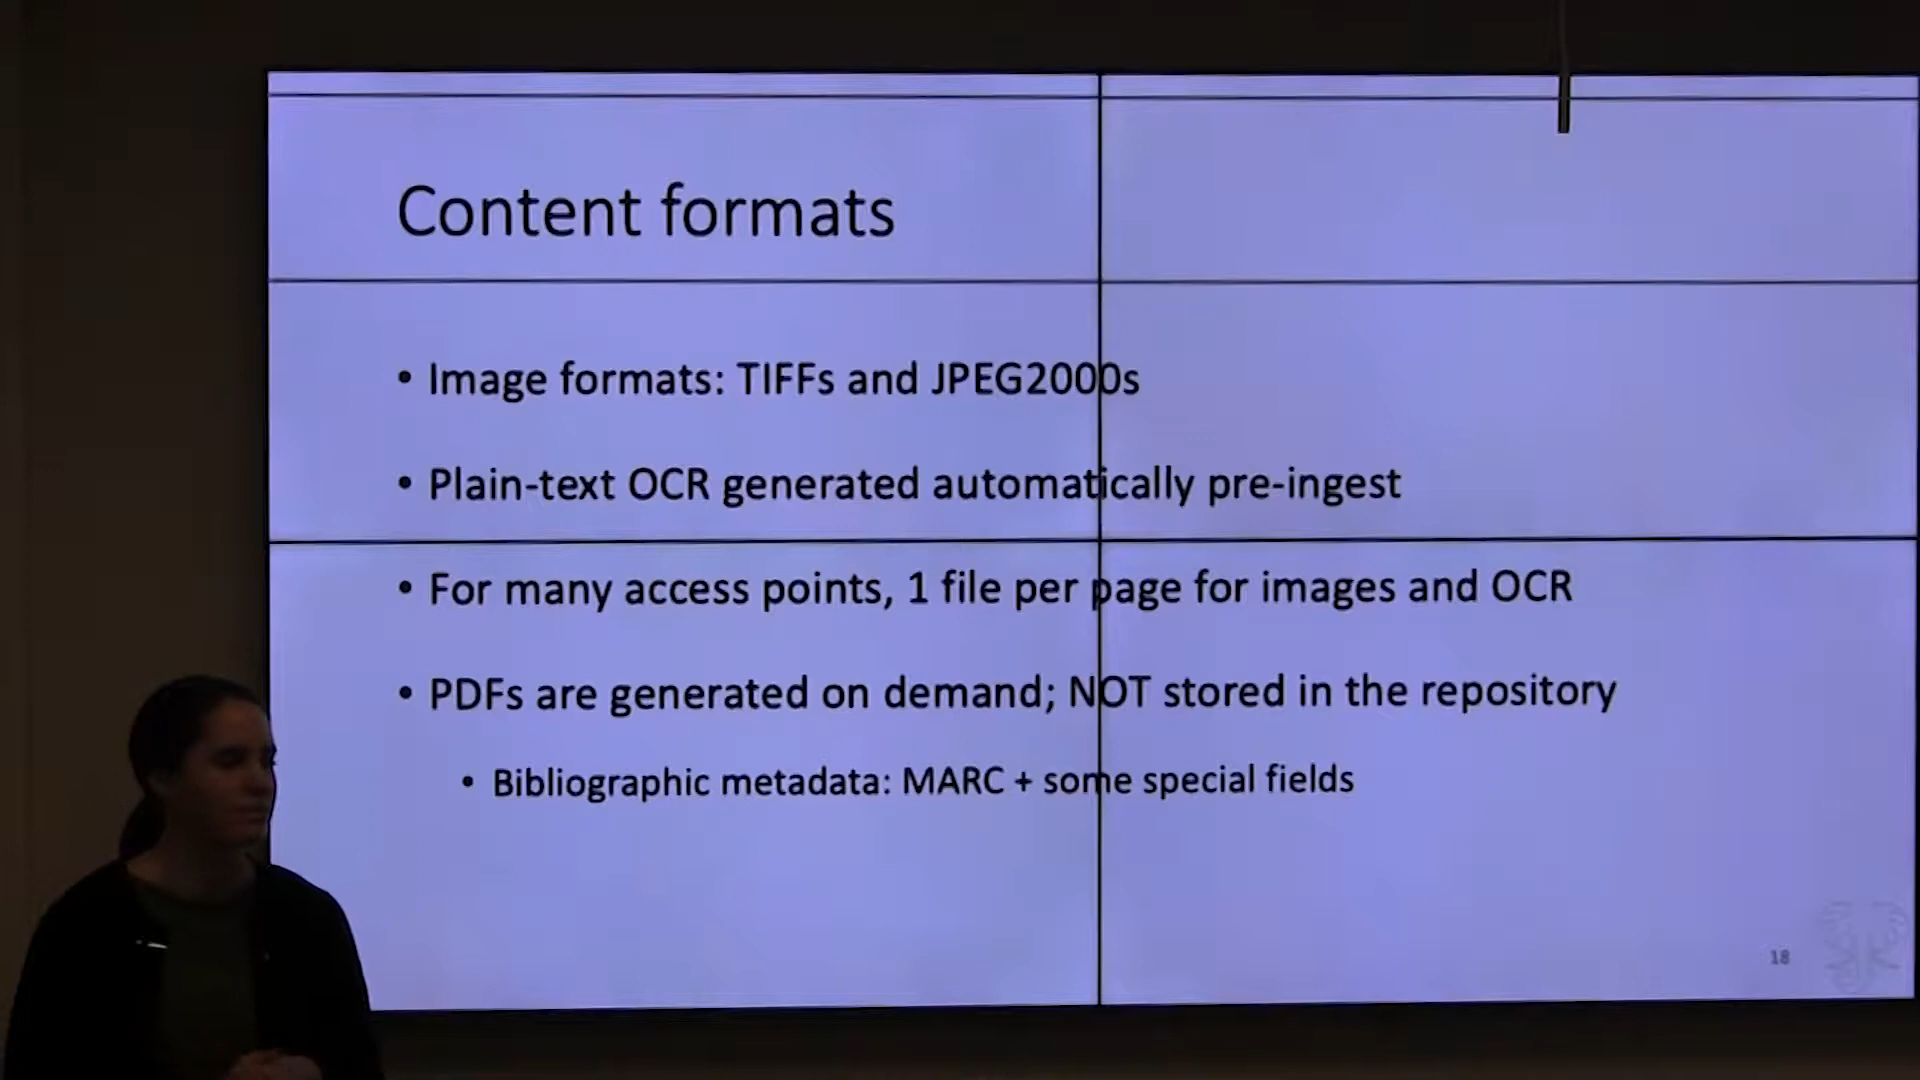 Content formats
• Image formats: TIFFs and JPEG2000s
• Plain-text OCR generated automatically pre-ingest
• For many access points, 1 file per page for images and OCR
• PDFs are generated on demand; NOT stored in the repository
• Bibliographic metadata: MARC + some special fields
18